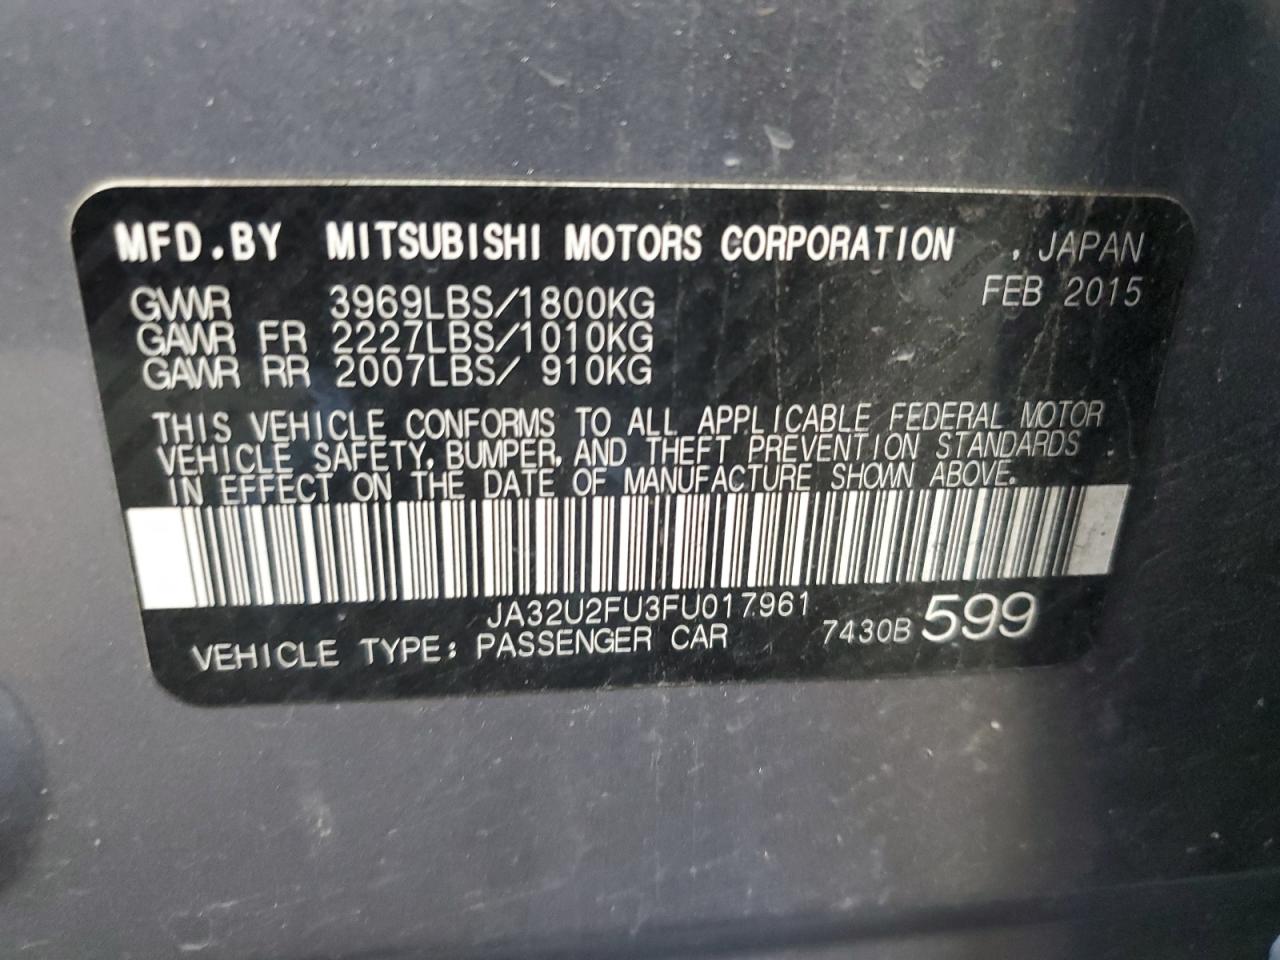 MFD.BY MITSUBISHI MOTORS CORPORATION , JAPAN
FEB 2015
GVWR 3969LBS/1800KG
GAWR FR 2227LBS/1010KG
GAWR RR 2007LBS/ 910KG
THIS VEHICLE CONFORMS TO ALL APPLICABLE FEDERAL MOTOR
VEHICLE SAFETY, BUMPER, AND THEFT PREVENTION STANDARDS
IN EFFECT ON THE DATE OF MANUFACTURE SHOWN ABOVE.
JA32U2FU3FU017961
VEHICLE TYPE: PASSENGER CAR 7430B 599